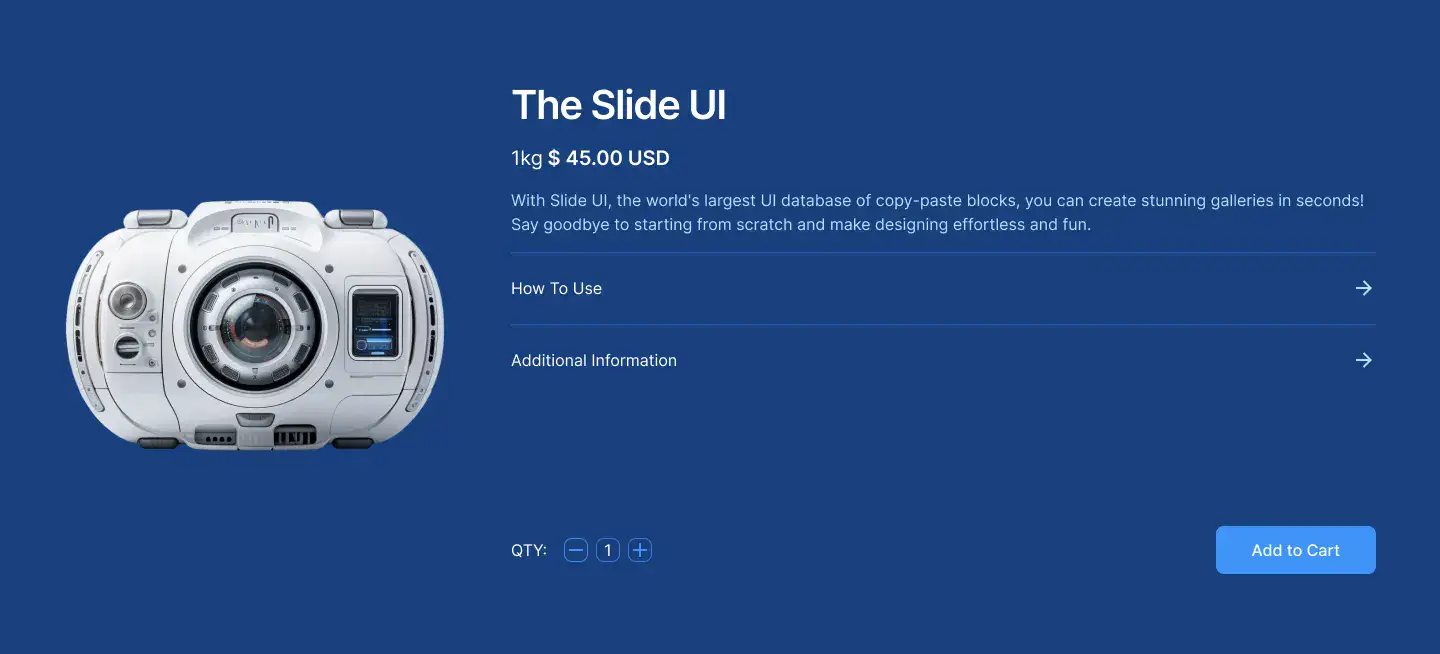 The Slide UI
1kg $ 45.00 USD
With Slide UI, the world's largest UI database of copy-paste blocks, you can create stunning galleries in seconds!
Say goodbye to starting from scratch and make designing effortless and fun.
How To Use
Additional Information
QTY: 1
Add to Cart